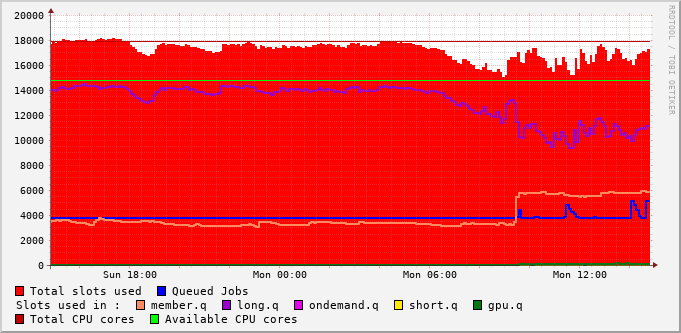 20000
18000
16000
14000
12000
10000
8000
6000
4000
2000
0
Sun 18:00 Mon 00:00 Mon 06:00 Mon 12:00
RRDTOOL / TOBI OETIKER
Total slots used Queued Jobs
Slots used in : member.q long.q ondemand.q short.q gpu.q
Total CPU cores Available CPU cores